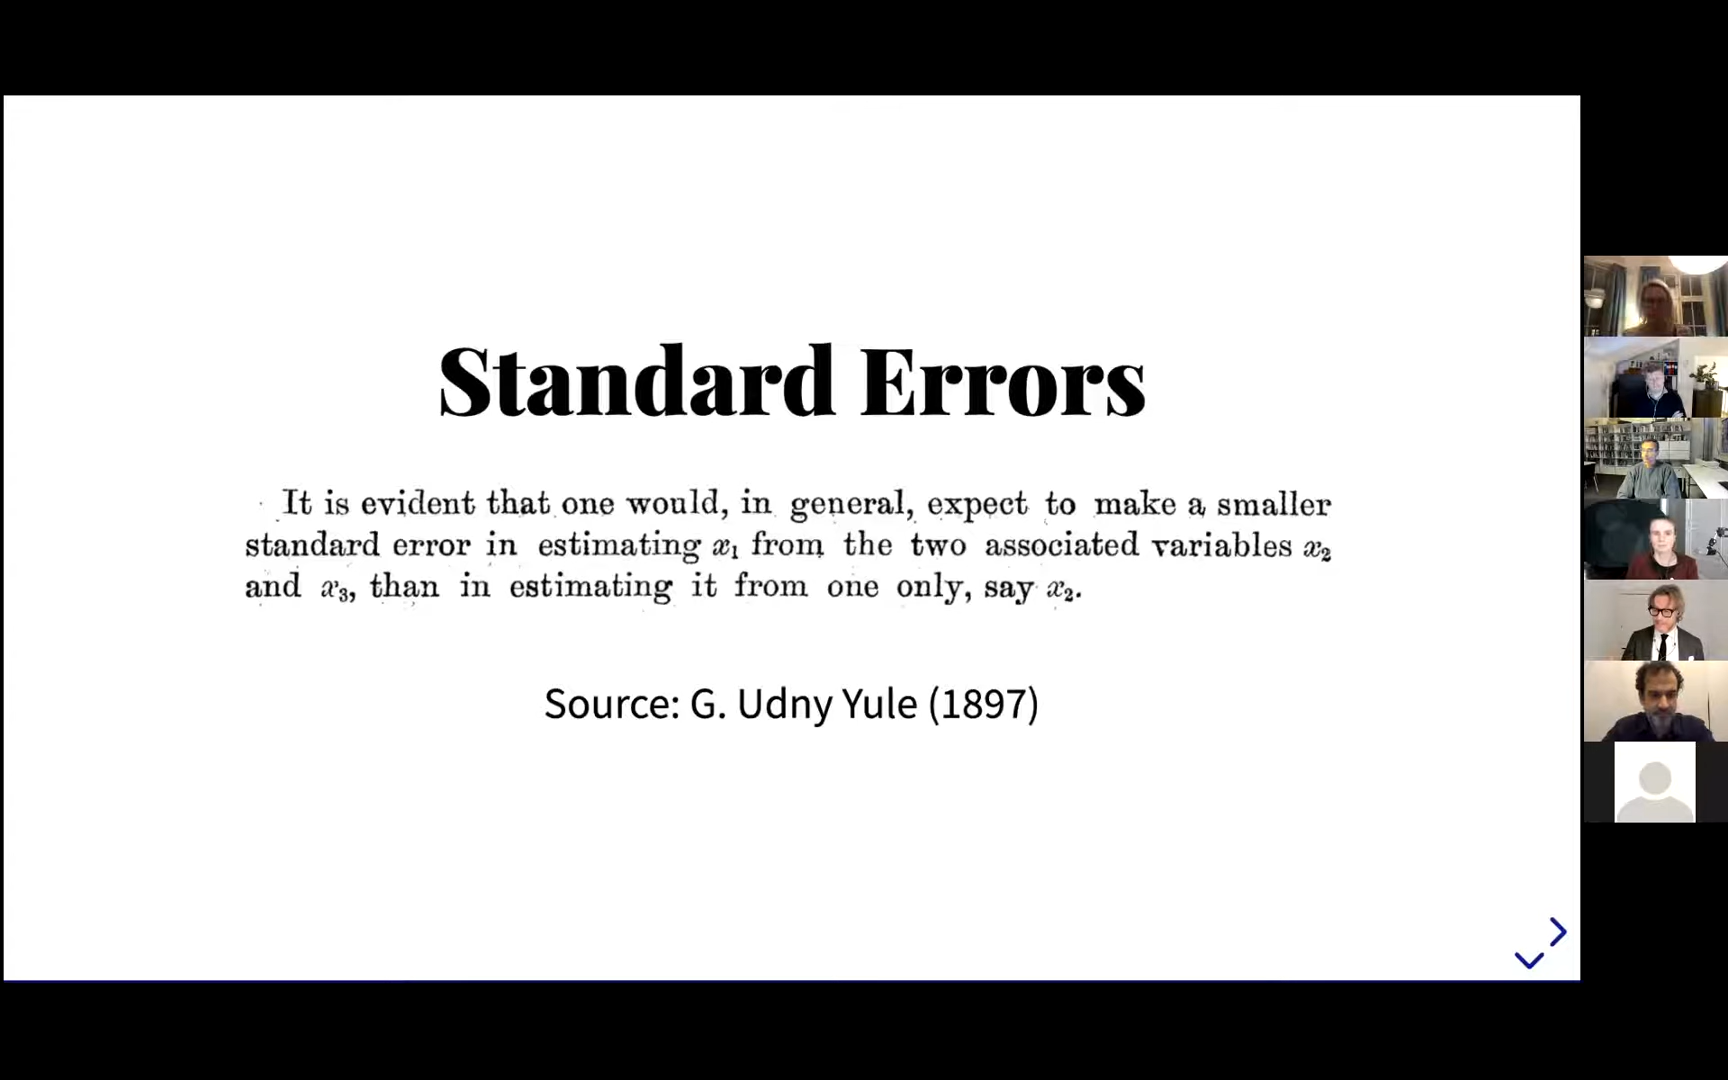 Standard Errors
It is evident that one would, in general, expect to make a smaller
standard error in estimating x₁ from the two associated variables x₂
and x₃, than in estimating it from one only, say x₂.
Source: G. Udny Yule (1897)